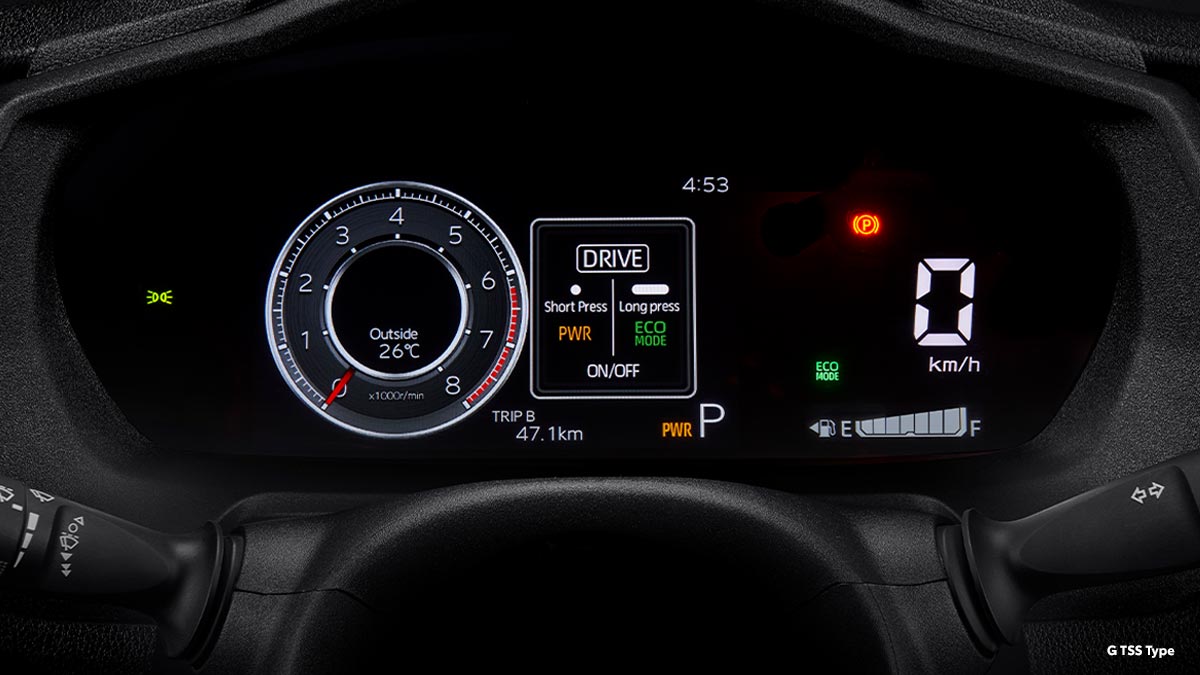 4:53
P
4
3
5
2
6
1
7
0
8
x1000r/min
Outside
26℃
DRIVE
Short Press
Long press
PWR
ECO
MODE
ON/OFF
0
km/h
ECO
MODE
TRIP B
47.1km
PWR
P
E
F
G TSS Type